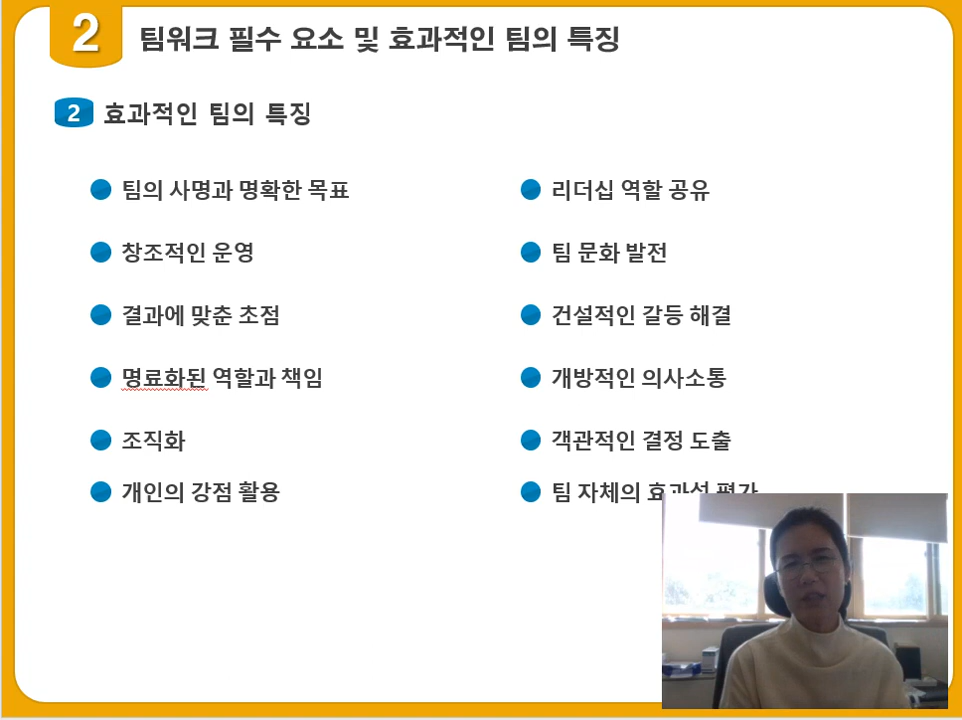 2 팀워크 필수 요소 및 효과적인 팀의 특징
2 효과적인 팀의 특징
팀의 사명과 명확한 목표
창조적인 운영
결과에 맞춘 초점
명료화된 역할과 책임
조직화
개인의 강점 활용
리더십 역할 공유
팀 문화 발전
건설적인 갈등 해결
개방적인 의사소통
객관적인 결정 도출
팀 자체의 효과성 평가